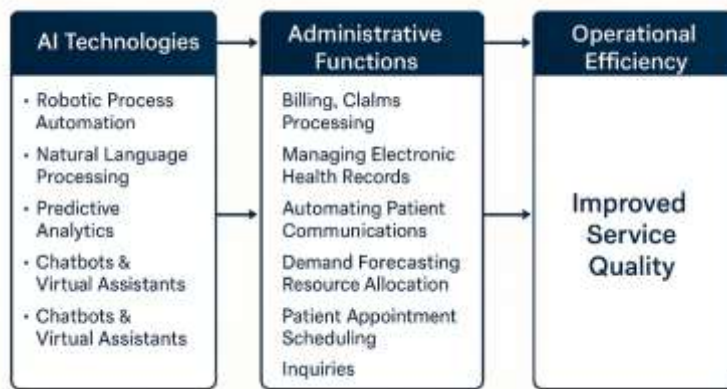 AI Technologies
• Robotic Process
Automation
• Natural Language
Processing
• Predictive
Analytics
• Chatbots &
Virtual Assistants
• Chatbots &
Virtual Assistants
Administrative
Functions
Billing, Clalms
Processing
Managing Electronic
Health Records
Automating Patient
Communications
Demand Forecasting
Resource Allocation
Patient Appointment
Scheduling
Inquiries
Operational
Efficiency
Improved
Service
Quality